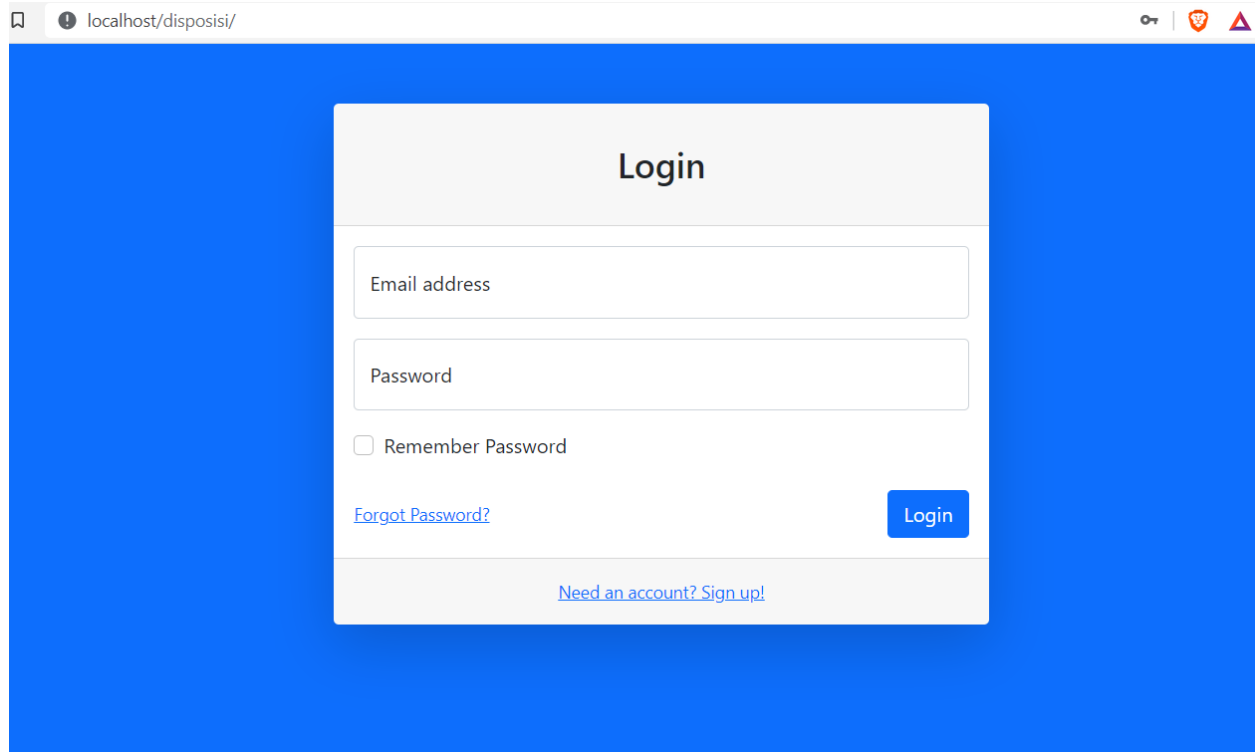 localhost/disposisi/
Login
Email address
Password
Remember Password
Forgot Password?
Login
Need an account? Sign up!